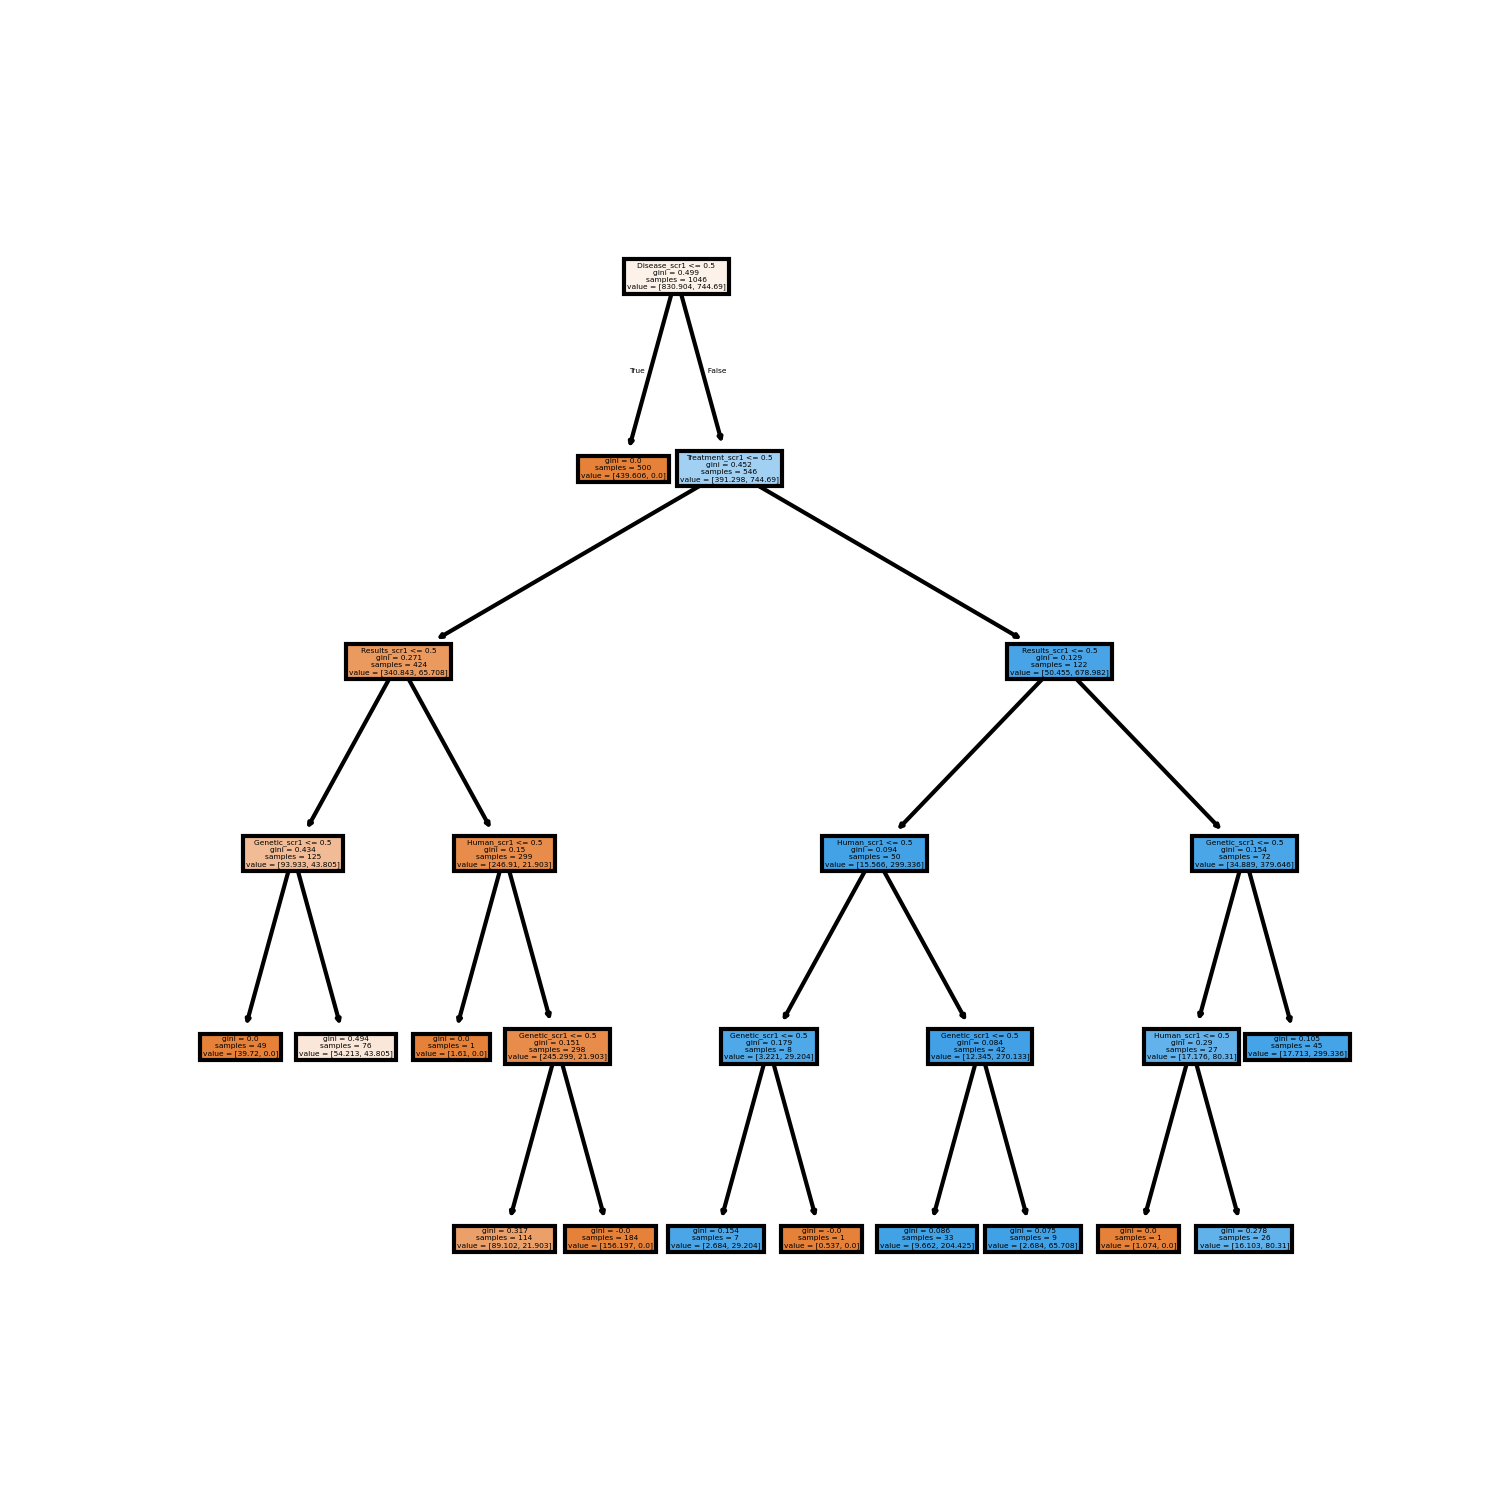 Disease_scr1 <= 0.5
gini = 0.499
samples = 1046
value = [830.904, 744.69]
True
False
gini = 0.0
samples = 500
value = [439.606, 0.0]
Treatment_scr1 <= 0.5
gini = 0.452
samples = 546
value = [391.298, 744.69]
Results_scr1 <= 0.5
gini = 0.271
samples = 424
value = [340.843, 65.708]
Results_scr1 <= 0.5
gini = 0.129
samples = 122
value = [50.455, 678.982]
Genetic_scr1 <= 0.5
gini = 0.434
samples = 125
value = [93.933, 43.805]
Human_scr1 <= 0.5
gini = 0.15
samples = 299
value = [246.91, 21.903]
Human_scr1 <= 0.5
gini = 0.094
samples = 50
value = [15.566, 299.336]
Genetic_scr1 <= 0.5
gini = 0.154
samples = 72
value = [34.889, 379.646]
gini = 0.0
samples = 49
value = [39.72, 0.0]
gini = 0.494
samples = 76
value = [54.213, 43.805]
gini = 0.0
samples = 1
value = [1.61, 0.0]
Genetic_scr1 <= 0.5
gini = 0.151
samples = 298
value = [245.299, 21.903]
Genetic_scr1 <= 0.5
gini = 0.179
samples = 8
value = [3.221, 29.204]
Genetic_scr1 <= 0.5
gini = 0.084
samples = 42
value = [12.345, 270.133]
Human_scr1 <= 0.5
gini = 0.29
samples = 27
value = [17.176, 80.31]
gini = 0.105
samples = 45
value = [17.713, 299.336]
gini = 0.317
samples = 114
value = [89.102, 21.903]
gini = -0.0
samples = 184
value = [156.197, 0.0]
gini = 0.154
samples = 7
value = [2.684, 29.204]
gini = -0.0
samples = 1
value = [0.537, 0.0]
gini = 0.086
samples = 33
value = [9.662, 204.425]
gini = 0.075
samples = 9
value = [2.684, 65.708]
gini = 0.0
samples = 1
value = [1.074, 0.0]
gini = 0.278
samples = 26
value = [16.103, 80.31]